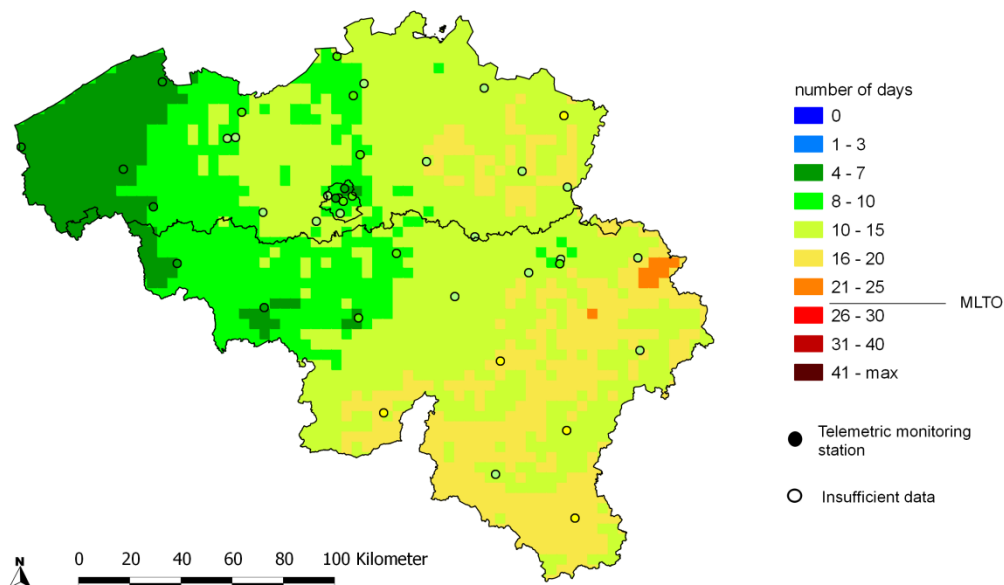 number of days
0
1 - 3
4 - 7
8 - 10
10 - 15
16 - 20
21 - 25
MLTO
26 - 30
31 - 40
41 - max
Telemetric monitoring
station
Insufficient data
N
0 20 40 60 80 100 Kilometer